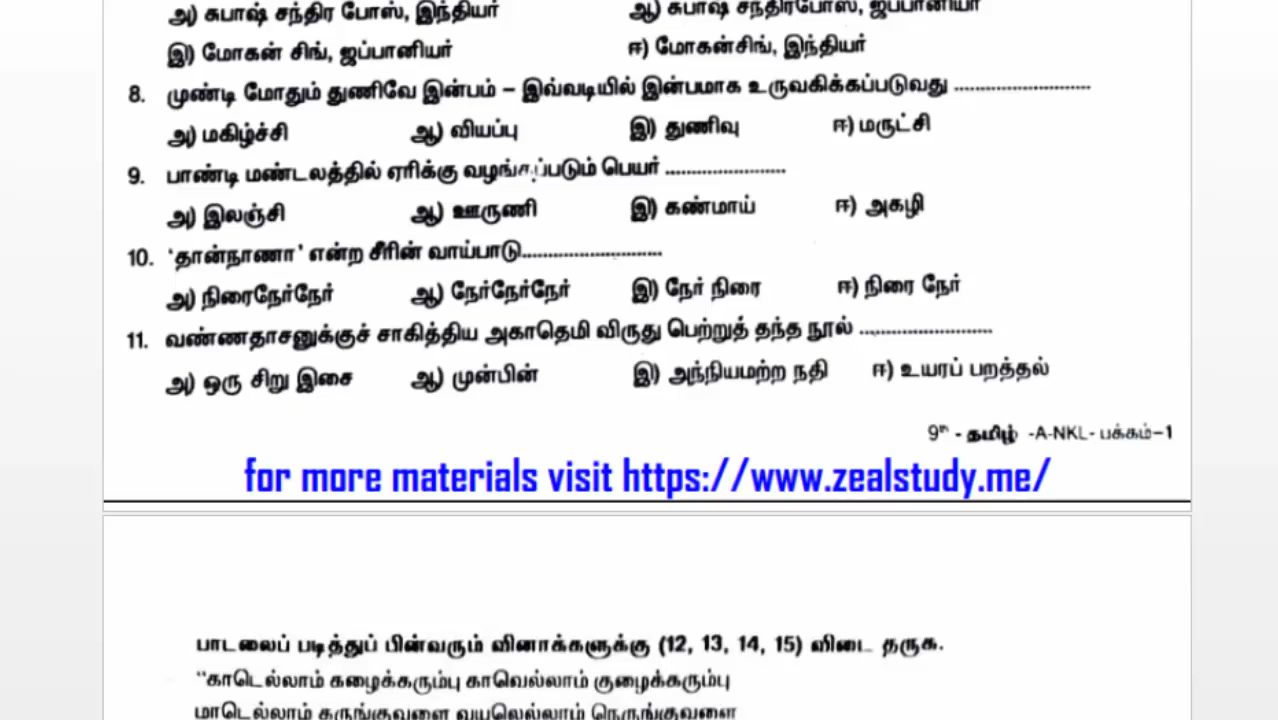 அ) சுபாஷ் சந்திர போஸ், இந்தியர் ஆ) சுபாஷ் சந்திரபோஸ், ஜப்பானியர்
இ) மோகன் சிங், ஜப்பானியர் ஈ) மோகன்சிங், இந்தியர்
8. முண்டி மோதும் துணிவே இன்பம் – இவ்வடியில் இன்பமாக உருவகிக்கப்படுவது ..........................
அ) மகிழ்ச்சி ஆ) வியப்பு இ) துணிவு ஈ) மருட்சி
9. பாண்டி மண்டலத்தில் ஏரிக்கு வழங்கப்படும் பெயர் .......................
அ) இலஞ்சி ஆ) ஊருணி இ) கண்மாய் ஈ) அகழி
10. 'தான்நாணா' என்ற சீரின் வாய்பாடு...........................
அ) நிரைநேர்நேர் ஆ) நேர்நேர்நேர் இ) நேர் நிரை ஈ) நிரை நேர்
11. வண்ணதாசனுக்குச் சாகித்திய அகாதெமி விருது பெற்றுத் தந்த நூல் .........................
அ) ஒரு சிறு இசை ஆ) முன்பின் இ) அந்நியமற்ற நதி ஈ) உயரப் பறத்தல்
9th - தமிழ் -A-NKL- பக்கம்–1
for more materials visit https://www.zealstudy.me/
பாடலைப் படித்துப் பின்வரும் வினாக்களுக்கு (12, 13, 14, 15) விடை தருக.
“காடெல்லாம் கழைக்கரும்பு காவெல்லாம் குழைக்கரும்பு
மாடெல்லாம் கருங்குவளை வயலெல்லாம் நெருங்குவளை